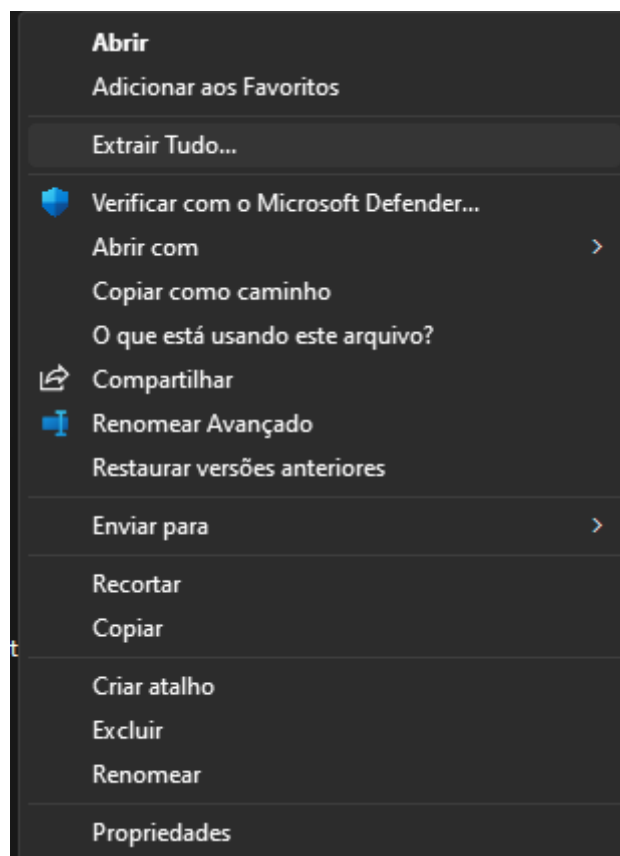 Abrir
Adicionar aos Favoritos
Extrair Tudo...
Verificar com o Microsoft Defender...
Abrir com
Copiar como caminho
O que está usando este arquivo?
Compartilhar
Renomear Avançado
Restaurar versões anteriores
Enviar para
Recortar
Copiar
t
Criar atalho
Excluir
Renomear
Propriedades